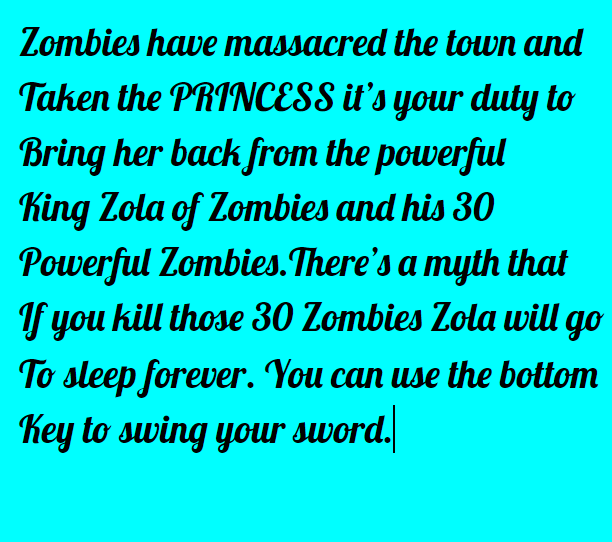 Zombies have massacred the town and
Taken the PRINCESS it’s your duty to
Bring her back from the powerful
King Zola of Zombies and his 30
Powerful Zombies.There’s a myth that
If you kill those 30 Zombies Zola will go
To sleep forever. You can use the bottom
Key to swing your sword.